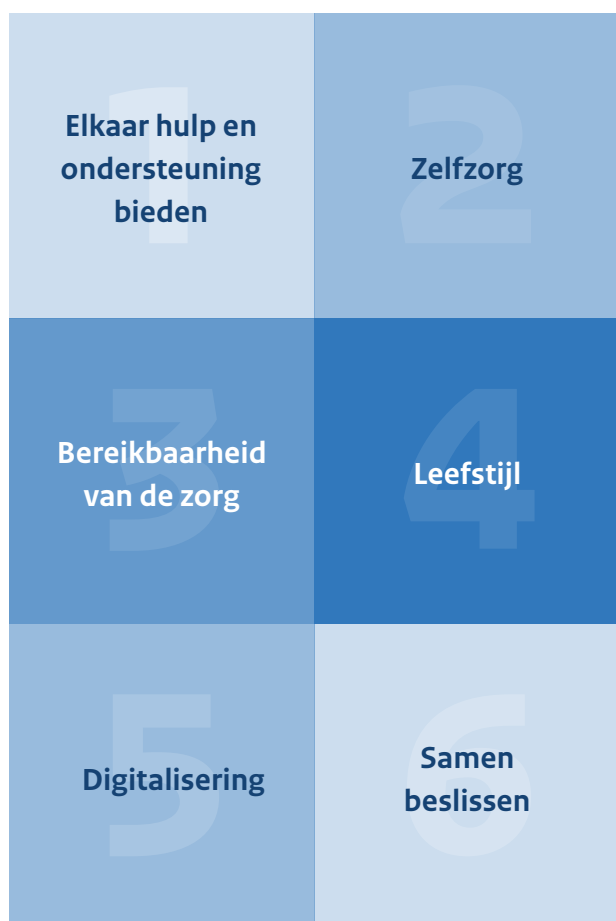 1
Elkaar hulp en
ondersteuning
bieden
2
Zelfzorg
3
Bereikbaarheid
van de zorg
4
Leefstijl
5
Digitalisering
6
Samen
beslissen